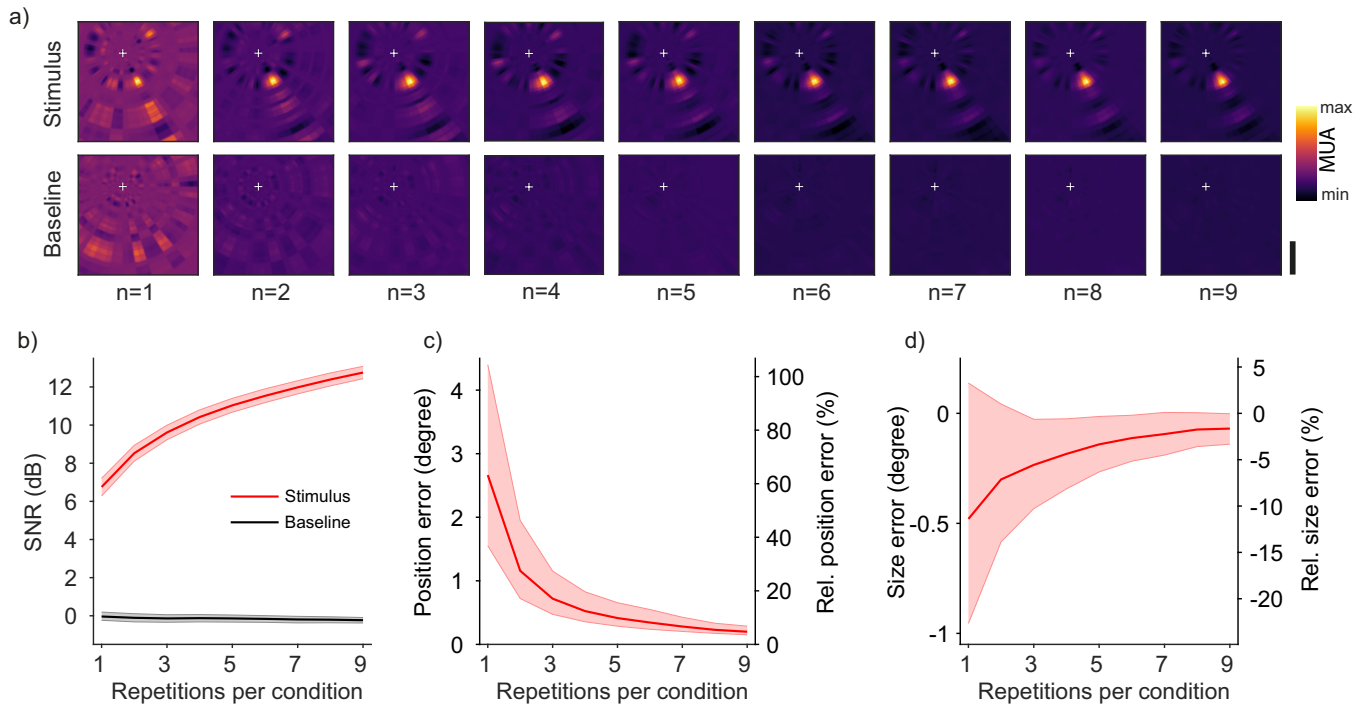 a)
Stimulus
Baseline
n=1 n=2 n=3 n=4 n=5 n=6 n=7 n=8 n=9
max
MUA
min
b)
SNR (dB)
12
10
8
6
4
2
0
Stimulus
Baseline
1 3 5 7 9
Repetitions per condition
c)
Position error (degree)
4
3
2
1
0
Rel. position error (%)
100
80
60
40
20
0
1 3 5 7 9
Repetitions per condition
d)
Size error (degree)
0
-0.5
-1
Rel. size error (%)
5
0
-5
-10
-15
-20
1 3 5 7 9
Repetitions per condition